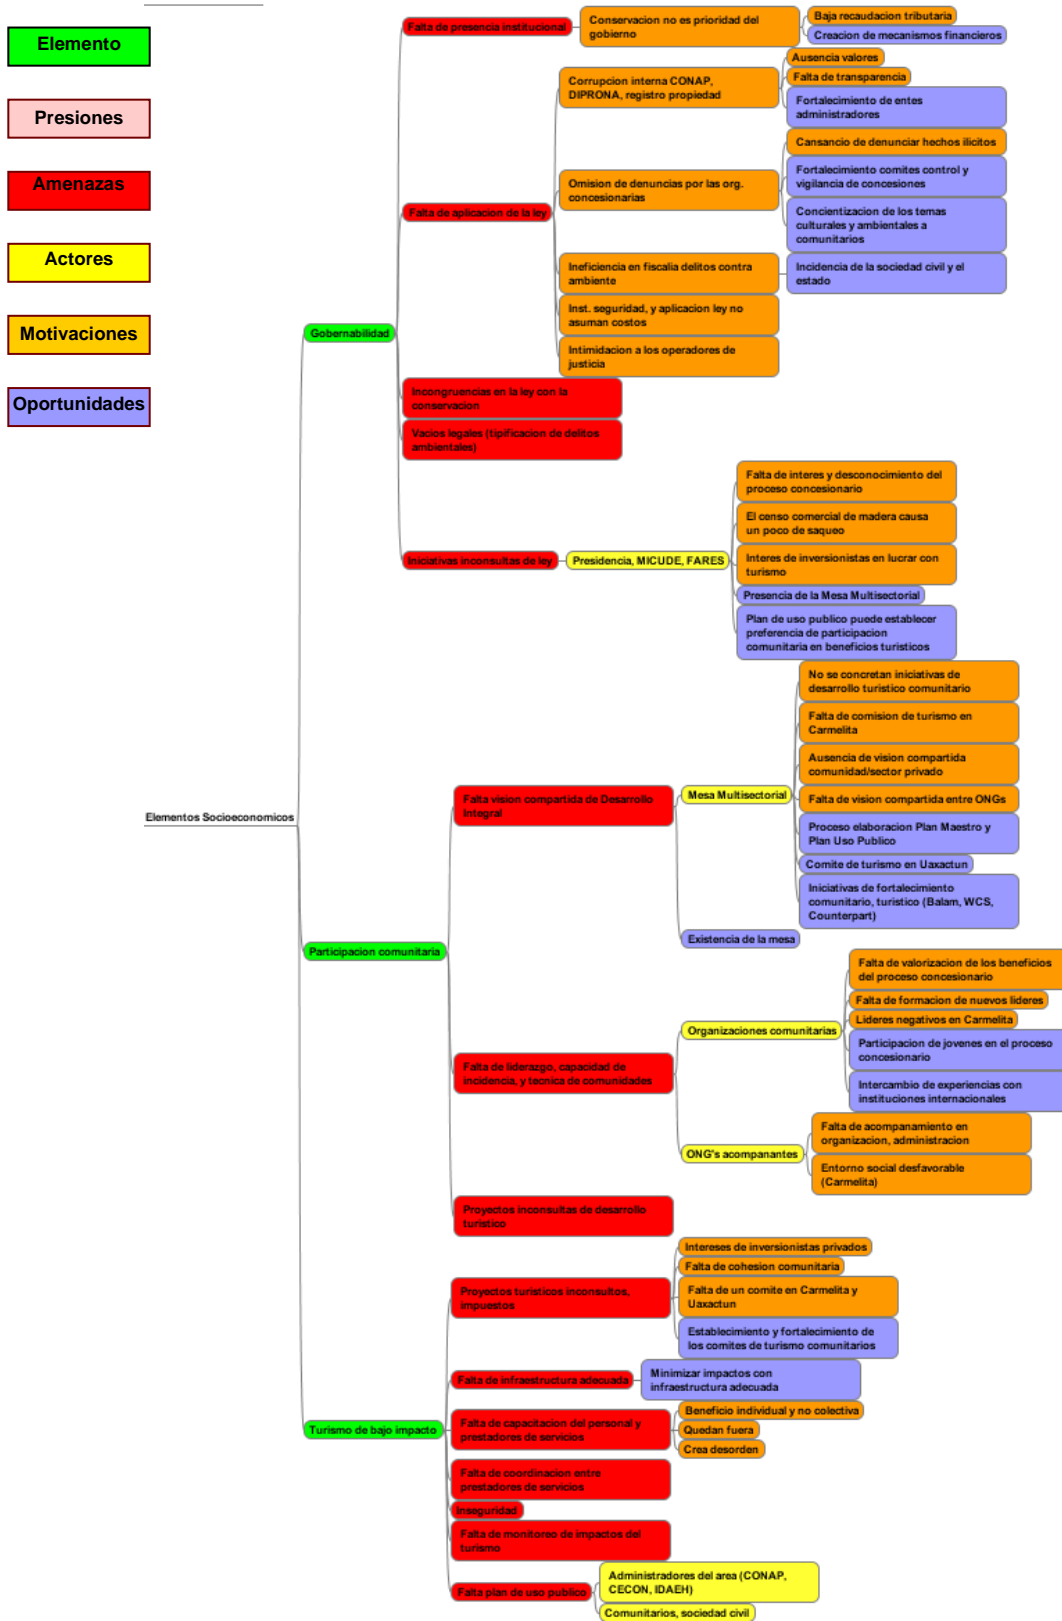 Elemento
Presiones
Amenazas
Actores
Motivaciones
Oportunidades
Elementos Socioeconomicos
Gobernabilidad
Falta de presencia institucional
Conservacion no es prioridad del
gobierno
Baja recaudacion tributaria
Creacion de mecanismos financieros
Falta de aplicacion de la ley
Corrupcion interna CONAP,
DIPRONA, registro propiedad
Ausencia valores
Falta de transparencia
Fortalecimiento de entes
administradores
Omision de denuncias por las org.
concesionarias
Cansancio de denunciar hechos ilicitos
Fortalecimiento comites control y
vigilancia de concesiones
Concientizacion de los temas
culturales y ambientales a
comunitarios
Ineficiencia en fiscalia delitos contra
ambiente
Incidencia de la sociedad civil y el
estado
Inst. seguridad, y aplicacion ley no
asuman costos
Intimidacion a los operadores de
justicia
Incongruencias en la ley con la
conservacion
Vacios legales (tipificacion de delitos
ambientales)
Iniciativas inconsultas de ley
Presidencia, MICUDE, FARES
Falta de interes y desconocimiento del
proceso concesionario
El censo comercial de madera causa
un poco de saqueo
Interes de inversionistas en lucrar con
turismo
Presencia de la Mesa Multisectorial
Plan de uso publico puede establecer
preferencia de participacion
comunitaria en beneficios turisticos
Participacion comunitaria
Falta vision compartida de Desarrollo
Integral
Mesa Multisectorial
No se concretan iniciativas de
desarrollo turistico comunitario
Falta de comision de turismo en
Carmelita
Ausencia de vision compartida
comunidad/sector privado
Falta de vision compartida entre ONGs
Proceso elaboracion Plan Maestro y
Plan Uso Publico
Comite de turismo en Uaxactun
Iniciativas de fortalecimiento
comunitario, turistico (Balam, WCS,
Counterpart)
Existencia de la mesa
Falta de liderazgo, capacidad de
incidencia, y tecnica de comunidades
Organizaciones comunitarias
Falta de valorizacion de los beneficios
del proceso concesionario
Falta de formacion de nuevos lideres
Lideres negativos en Carmelita
Participacion de jovenes en el proceso
concesionario
Intercambio de experiencias con
instituciones internacionales
ONG's acompanantes
Falta de acompanamiento en
organizacion, administracion
Entorno social desfavorable
(Carmelita)
Proyectos inconsultas de desarrollo
turistico
Turismo de bajo impacto
Proyectos turisticos inconsultos,
impuestos
Intereses de inversionistas privados
Falta de cohesion comunitaria
Falta de un comite en Carmelita y
Uaxactun
Establecimiento y fortalecimiento de
los comites de turismo comunitarios
Falta de infraestructura adecuada
Minimizar impactos con
infraestructura adecuada
Falta de capacitacion del personal y
prestadores de servicios
Beneficio individual y no colectiva
Quedan fuera
Crea desorden
Falta de coordinacion entre
prestadores de servicios
Inseguridad
Falta de monitoreo de impactos del
turismo
Falta plan de uso publico
Administradores del area (CONAP,
CECON, IDAEH)
Comunitarios, sociedad civil